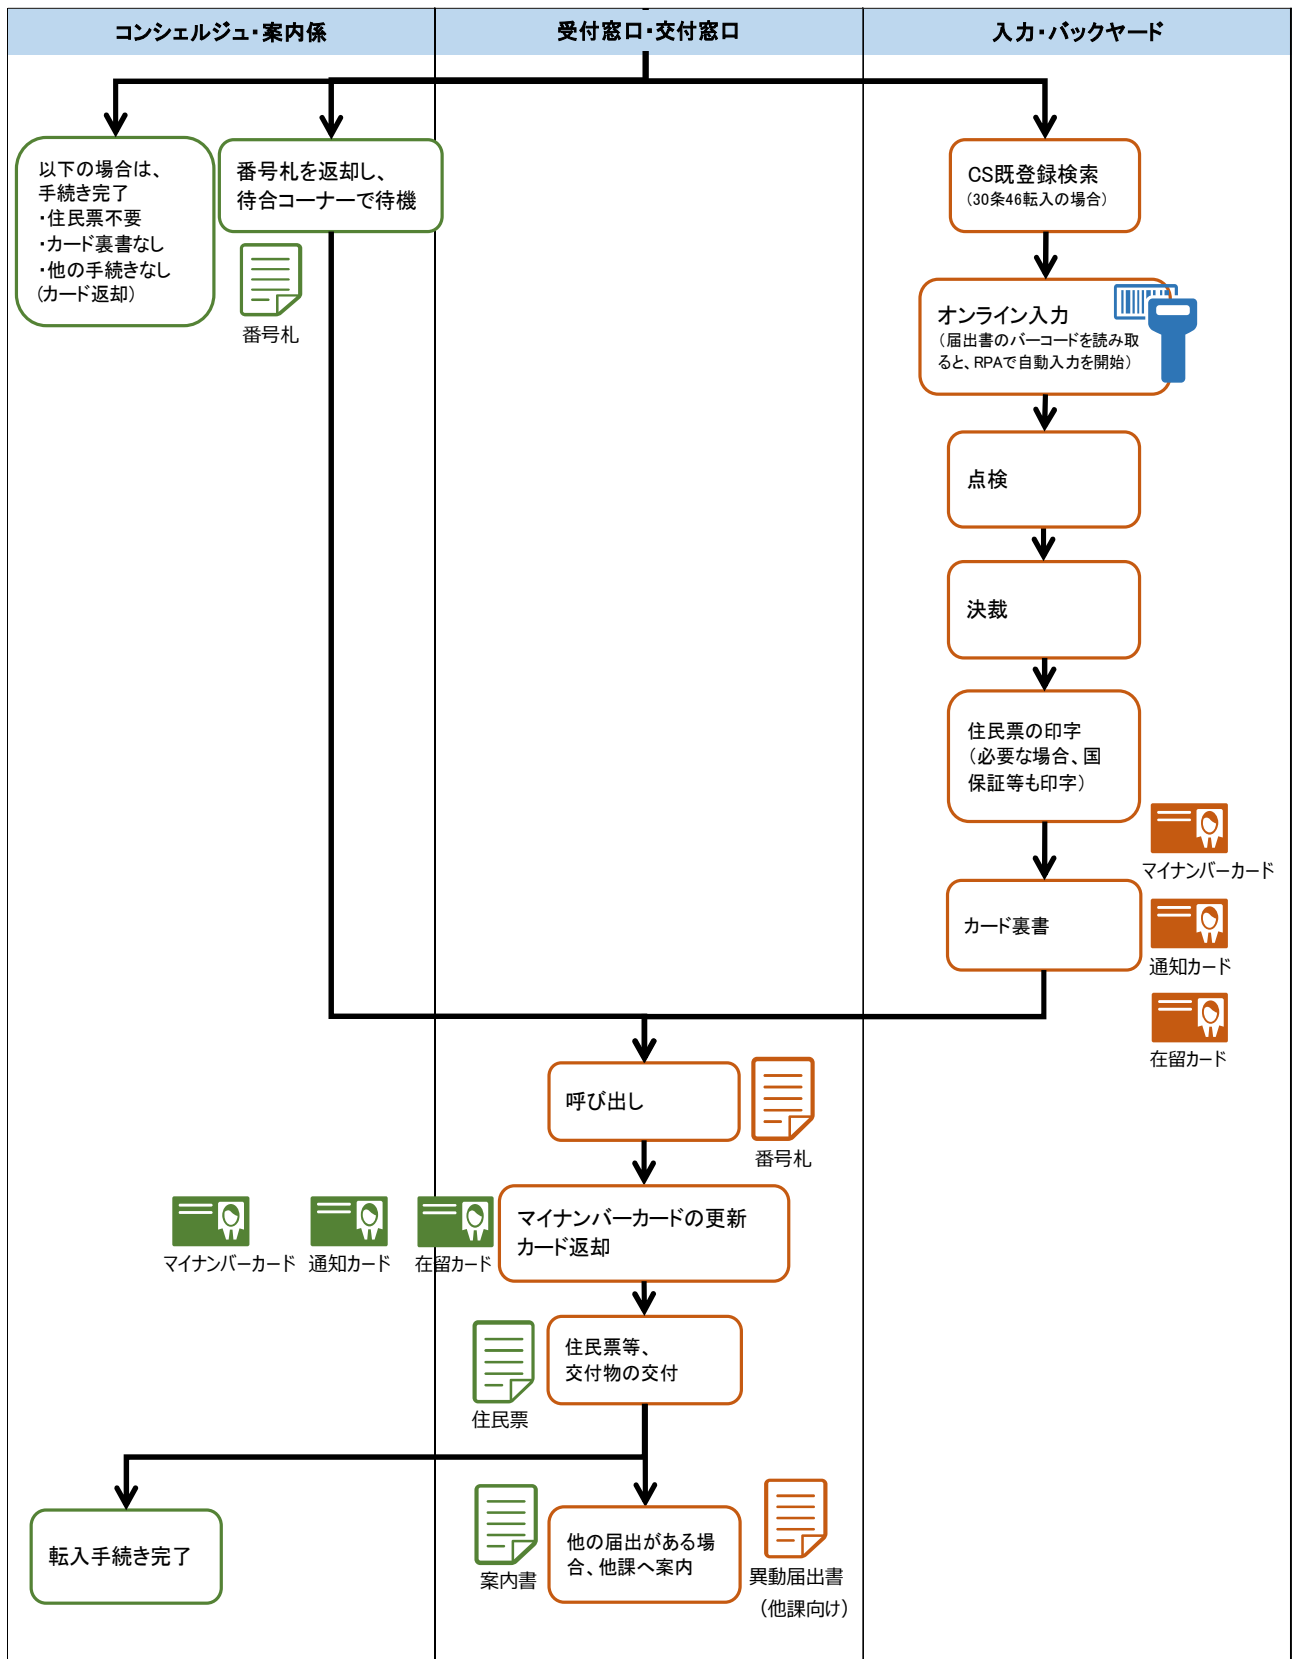 コンシェルジュ・案内係
受付窓口・交付窓口
入力・バックヤード
以下の場合は、
手続き完了
・住民票不要
・カード裏書なし
・他の手続きなし
(カード返却)
番号札を返却し、
待合コーナーで待機
番号札
CS既登録検索
(30条46転入の場合)
オンライン入力
(届出書のバーコードを読み取
ると、RPAで自動入力を開始)
点検
決裁
住民票の印字
(必要な場合、国
保証等も印字)
マイナンバーカード
カード裏書
通知カード
在留カード
呼び出し
番号札
マイナンバーカードの更新
カード返却
マイナンバーカード
通知カード
在留カード
住民票等、
交付物の交付
住民票
転入手続き完了
案内書
他の届出がある場
合、他課へ案内
異動届出書
(他課向け)